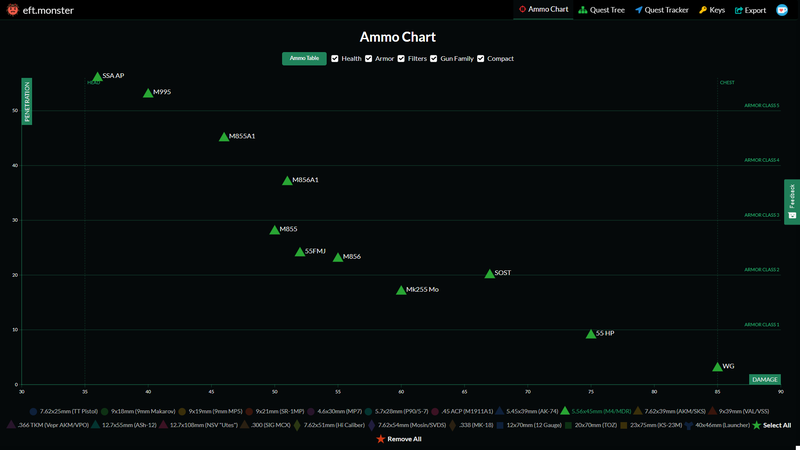 eft.monster
Ammo Chart Quest Tree Quest Tracker Keys Export
Ammo Chart
Ammo Table Health Armor Filters Gun Family Compact
SSA AP
HEAD
CHEST
PENETRATION
M995
50
ARMOR CLASS 5
M855A1
40
ARMOR CLASS 4
M856A1
Feedback
30
ARMOR CLASS 3
M855
55FMJ
M856
20
SOST
ARMOR CLASS 2
Mk255 Mo
10
ARMOR CLASS 1
55 HP
WG
DAMAGE
0
30 35 40 45 50 55 60 65 70 75 80 85 90
7.62x25mm (TT Pistol) 9x18mm (9mm Makarov) 9x19mm (9mm MP5) 9x21mm (SR-1MP) 4.6x30mm (MP7) 5.7x28mm (P90/5-7) .45 ACP (M1911A1) 5.45x39mm (AK-74) 5.56x45mm (M4/MDR) 7.62x39mm (AKM/SKS) 9x39mm (VAL/VSS)
.366 TKM (Vepr AKM/VPO) 12.7x55mm (ASh-12) 12.7x108mm (NSV "Utes") .300 (SIG MCX) 7.62x51mm (Hi Caliber) 7.62x54mm (Mosin/SVDS) .338 (MK-18) 12x70mm (12 Gauge) 20x70mm (TOZ) 23x75mm (KS-23M) 40x46mm (Launcher) Select All
Remove All